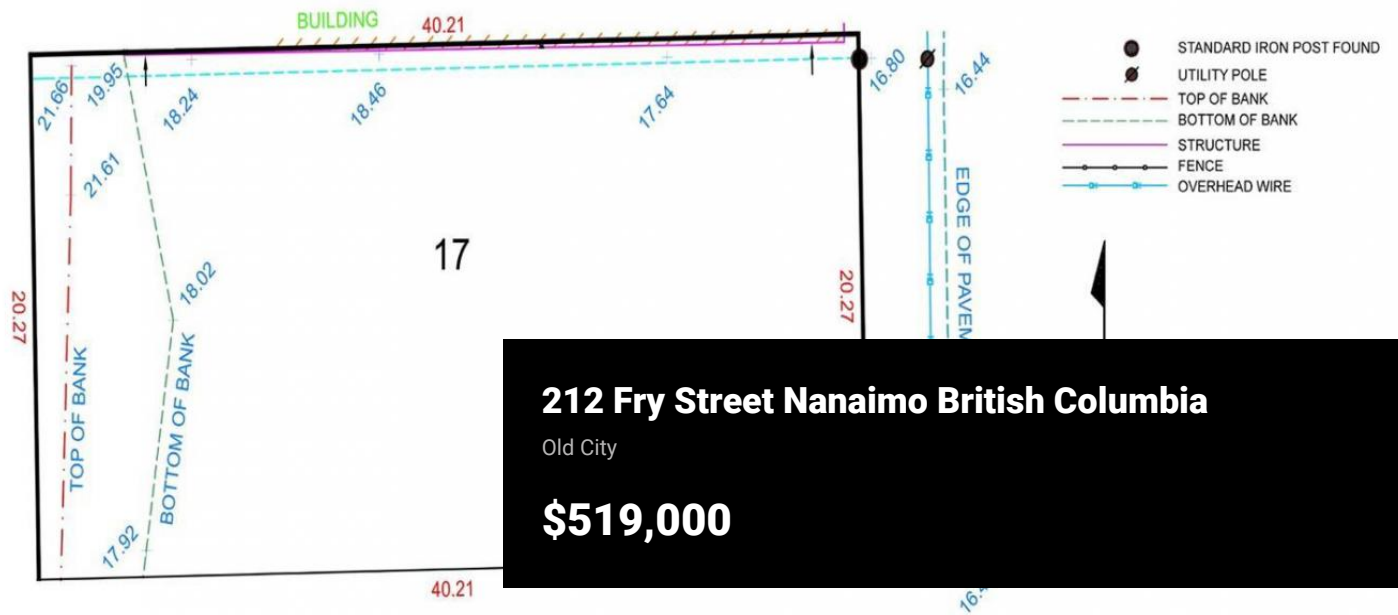 BUILDING
40.21
STANDARD IRON POST FOUND
UTILITY POLE
TOP OF BANK
BOTTOM OF BANK
STRUCTURE
FENCE
OVERHEAD WIRE
21.66
19.95
18.24
18.46
17.64
16.80
16.44
21.61
EDGE OF PAVEM
17
18.02
20.27
20.27
TOP OF BANK
BOTTOM OF BANK
17.92
40.21
212 Fry Street Nanaimo British Columbia
Old City
$519,000